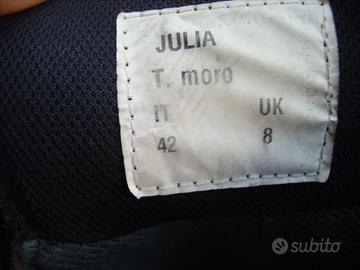 JULIA
T. moro
IT UK
42 8
subito